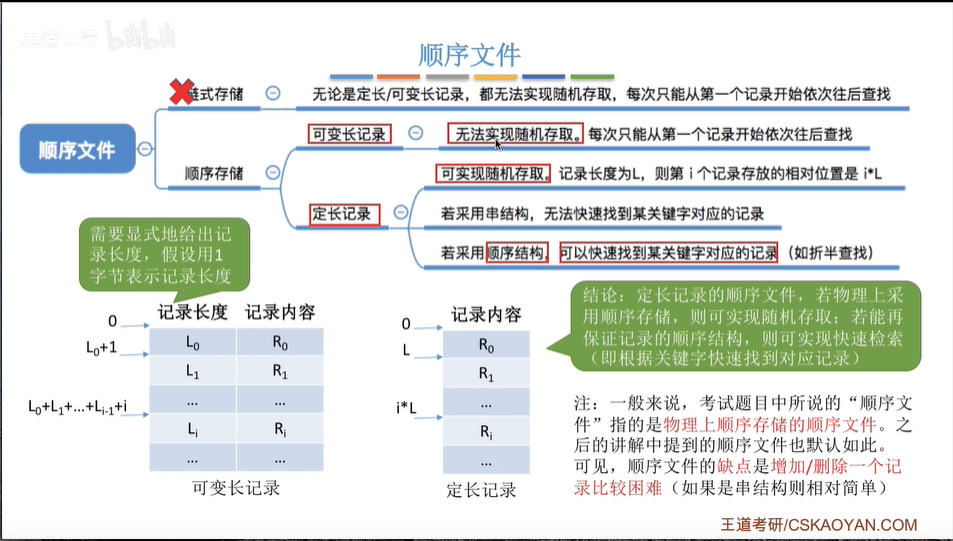 王道考研 bilibili
顺序文件
链式存储
无论是定长/可变长记录，都无法实现随机存取，每次只能从第一个记录开始依次往后查找
可变长记录
无法实现随机存取。每次只能从第一个记录开始依次往后查找
顺序文件
顺序存储
可实现随机存取。记录长度为L，则第 i 个记录存放的相对位置是 i*L
定长记录
若采用串结构，无法快速找到某关键字对应的记录
若采用顺序结构，可以快速找到某关键字对应的记录（如折半查找）
需要显式地给出记
录长度，假设用1
字节表示记录长度
记录长度 记录内容
0
L₀ R₀
L₀+1
L₁ R₁
... ...
L₀+L₁+...+Lᵢ₋₁+i
Lᵢ Rᵢ
... ...
可变长记录
记录内容
0
R₀
L
R₁
...
i*L
Rᵢ
...
定长记录
结论：定长记录的顺序文件，若物理上采
用顺序存储，则可实现随机存取；若能再
保证记录的顺序结构，则可实现快速检索
（即根据关键字快速找到对应记录）
注：一般来说，考试题目中所说的“顺序文
件”指的是物理上顺序存储的顺序文件。之
后的讲解中提到的顺序文件也默认如此。
可见，顺序文件的缺点是增加/删除一个记
录比较困难（如果是串结构则相对简单）
王道考研/CSKAOYAN.COM